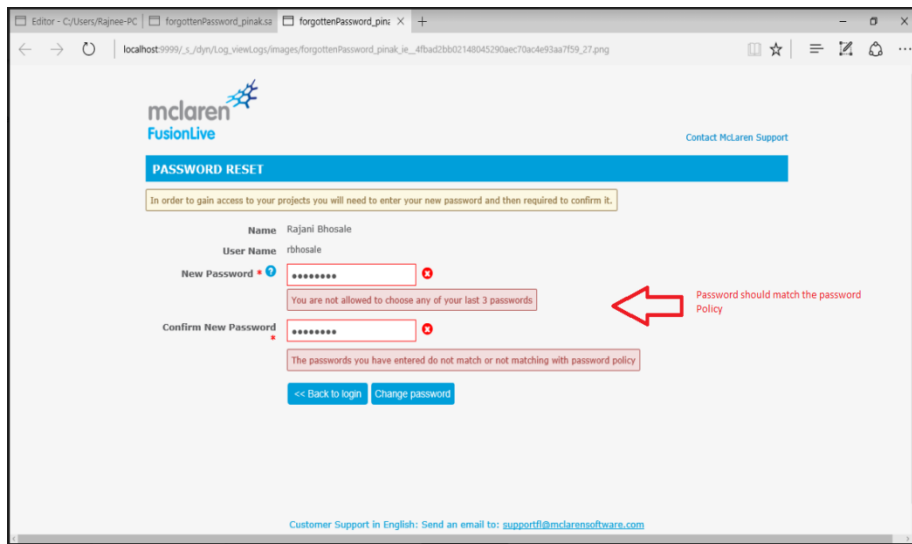 Editor - C:/Users/Rajnee-PC
forgottenPassword_pinak.sa
forgottenPassword_pina
localhost:9999/_s_/dyn/Log_viewLogs/images/forgottenPassword_pinak_ie__4fbad2bb02148045290aec70ac4e93aa7f59_27.png
mclaren
FusionLive
Contact McLaren Support
PASSWORD RESET
In order to gain access to your projects you will need to enter your new password and then required to confirm it.
Name Rajani Bhosale
User Name rbhosale
New Password * ?
You are not allowed to choose any of your last 3 passwords
Password should match the password
Policy
Confirm New Password
*
The passwords you have entered do not match or not matching with password policy
<< Back to login Change password
Customer Support in English: Send an email to: supportfl@mclarensoftware.com